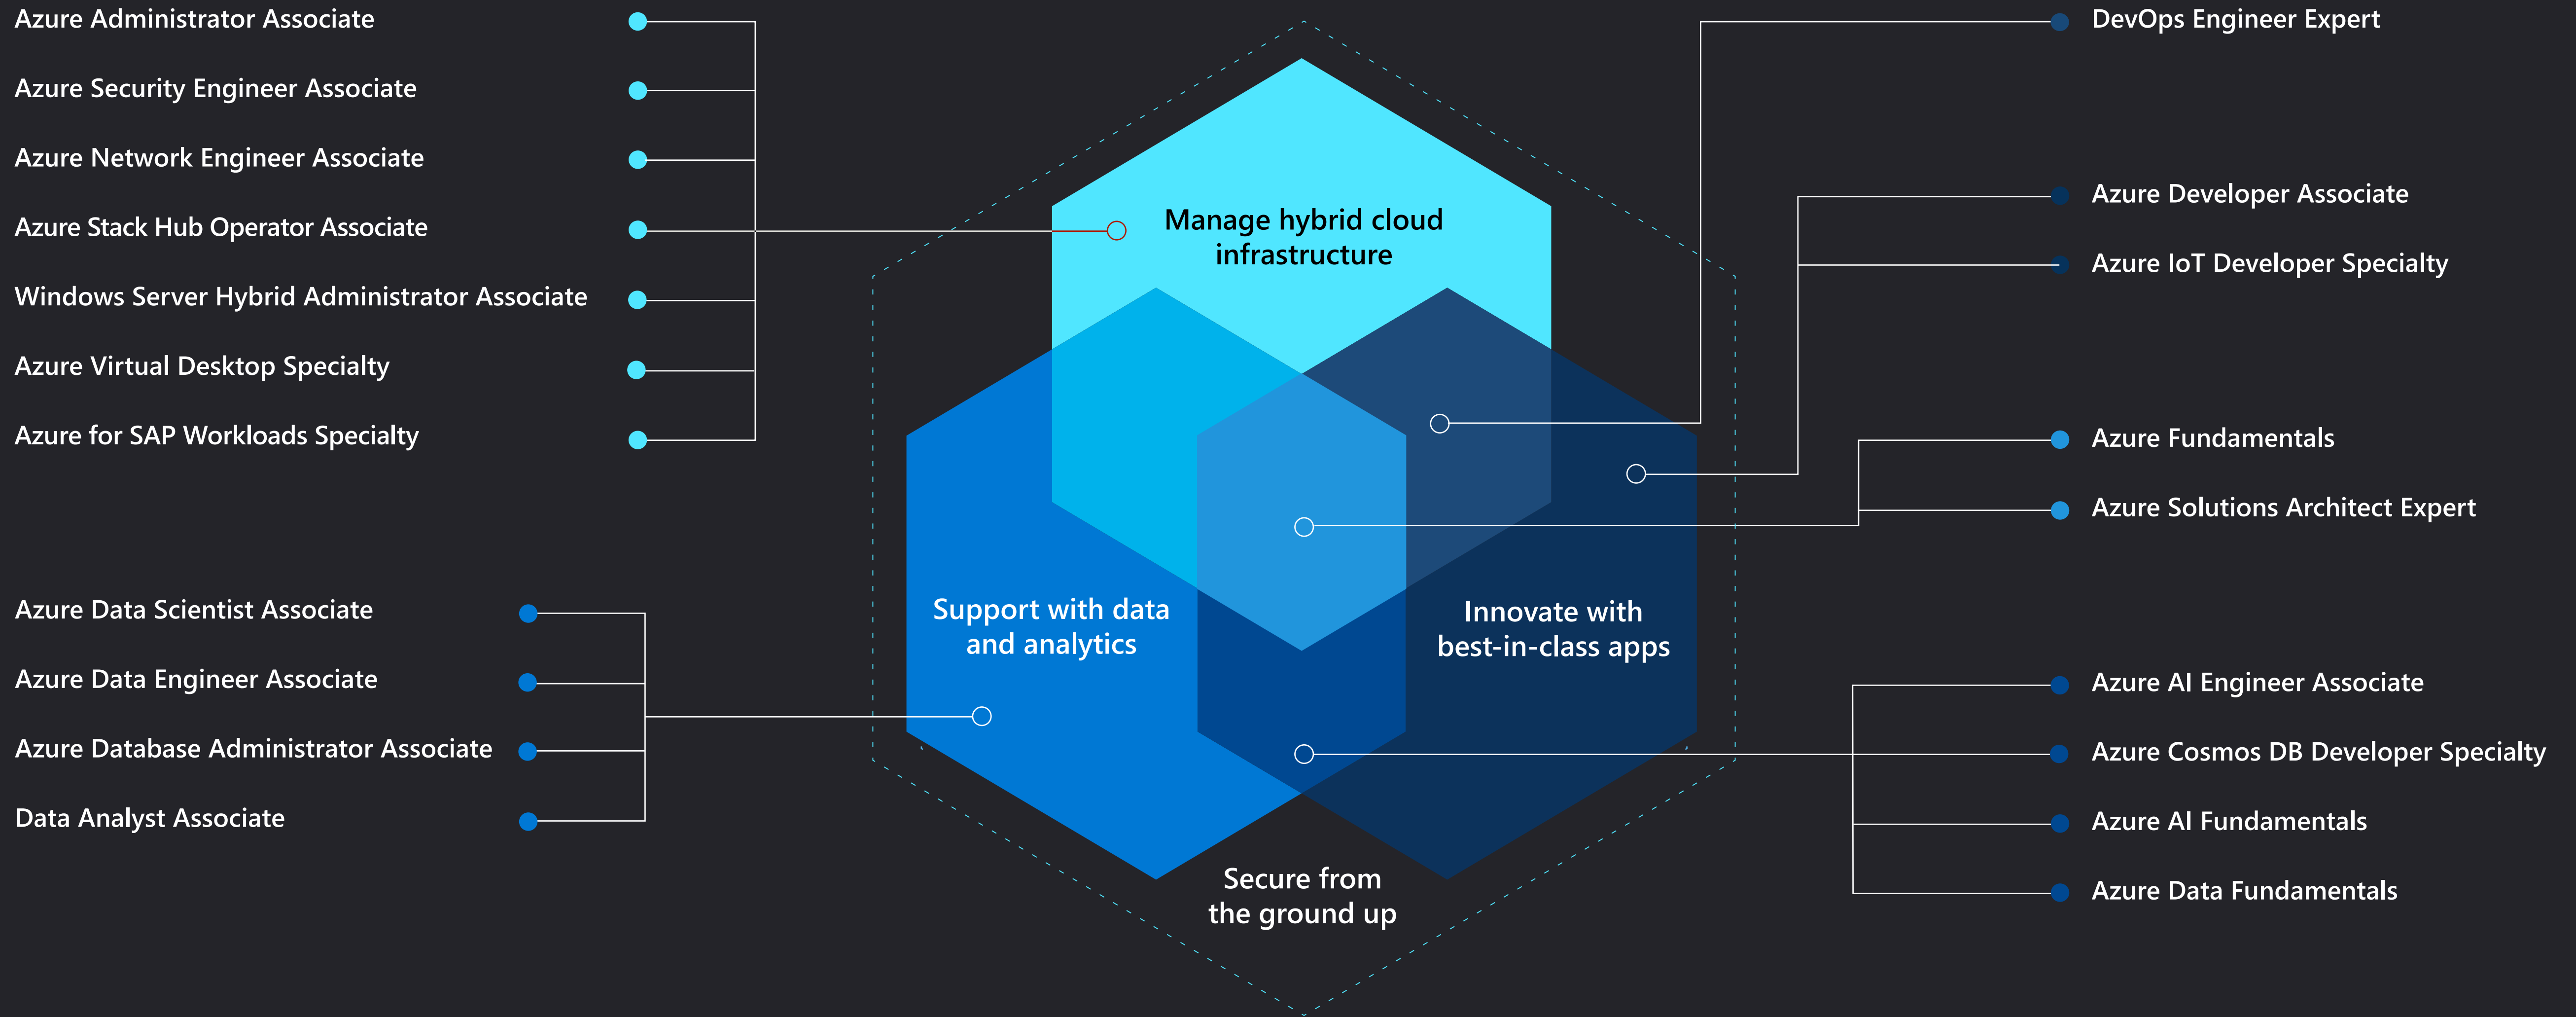 Azure Administrator Associate
Azure Security Engineer Associate
Azure Network Engineer Associate
Azure Stack Hub Operator Associate
Windows Server Hybrid Administrator Associate
Azure Virtual Desktop Specialty
Azure for SAP Workloads Specialty
Azure Data Scientist Associate
Azure Data Engineer Associate
Azure Database Administrator Associate
Data Analyst Associate
Manage hybrid cloud
infrastructure
Support with data
and analytics
Innovate with
best-in-class apps
Secure from
the ground up
DevOps Engineer Expert
Azure Developer Associate
Azure IoT Developer Specialty
Azure Fundamentals
Azure Solutions Architect Expert
Azure AI Engineer Associate
Azure Cosmos DB Developer Specialty
Azure AI Fundamentals
Azure Data Fundamentals